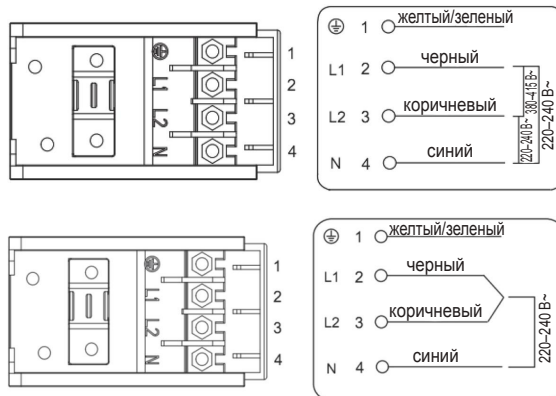 L1
L2
N
1
2
3
4
1 желтый/зеленый
L1 2 черный
L2 3 коричневый
N 4 синий
380–415 В~
220–240 В~
220–240 В~
L1
L2
N
1
2
3
4
1 желтый/зеленый
L1 2 черный
L2 3 коричневый
N 4 синий
220–240 В~